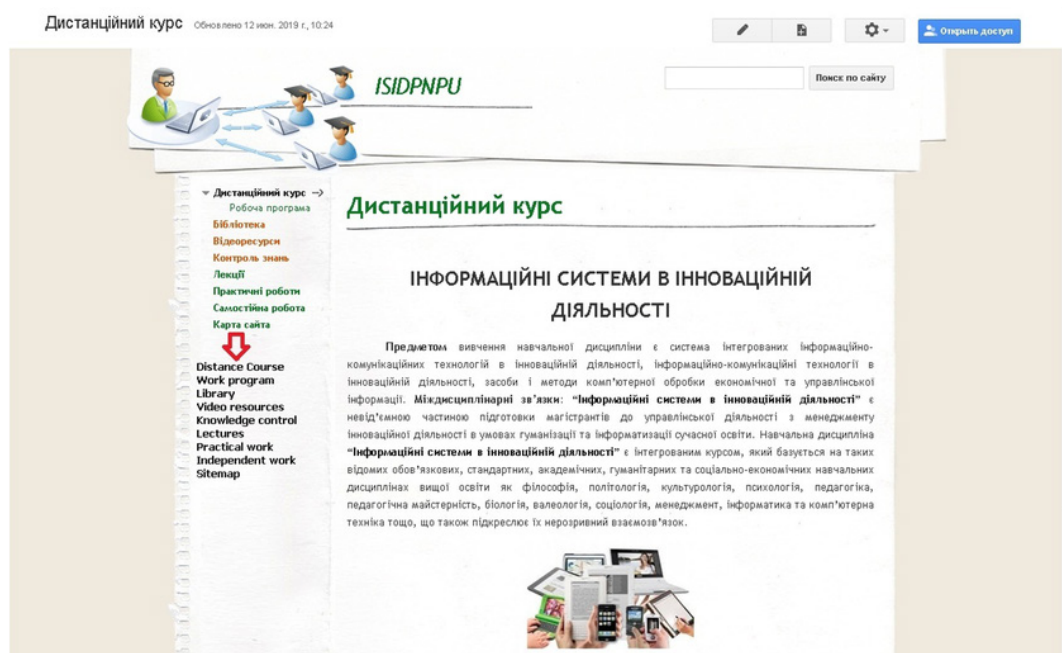 Дистанційний курс Обновлено 12 июн. 2019 г., 10:24
Открыть доступ
ISIDPNPU
Поиск по сайту
Дистанційний курс
Робоча програма
Бібліотека
Відеоресурси
Контроль знань
Лекції
Практичні роботи
Самостійна робота
Карта сайта
Distance Course
Work program
Library
Video resources
Knowledge control
Lectures
Practical work
Independent work
Sitemap
Дистанційний курс
ІНФОРМАЦІЙНІ СИСТЕМИ В ІННОВАЦІЙНІЙ
ДІЯЛЬНОСТІ
Предметом вивчення навчальної дисципліни є система інтегрованих інформаційно-
комунікаційних технологій в інноваційній діяльності, інформаційно-комунікаційні технології в
інноваційній діяльності, засоби і методи комп'ютерної обробки економічної та управлінської
інформації. Міждисциплінарні зв'язки: “Інформаційні системи в інноваційній діяльності” є
невід'ємною частиною підготовки магістрантів до управлінської діяльності з менеджменту
інноваційної діяльності в умовах гуманізації та інформатизації сучасної освіти. Навчальна дисципліна
“Інформаційні системи в інноваційній діяльності” є інтегрованим курсом, який базується на таких
відомих обов'язкових, стандартних, академічних, гуманітарних та соціально-економічних навчальних
дисциплінах вищої освіти як філософія, політологія, культурологія, психологія, педагогіка,
педагогічна майстерність, біологія, валеологія, соціологія, менеджмент, інформатика та комп'ютерна
техніка тощо, що також підкреслює їх нерозривний взаємозв'язок.